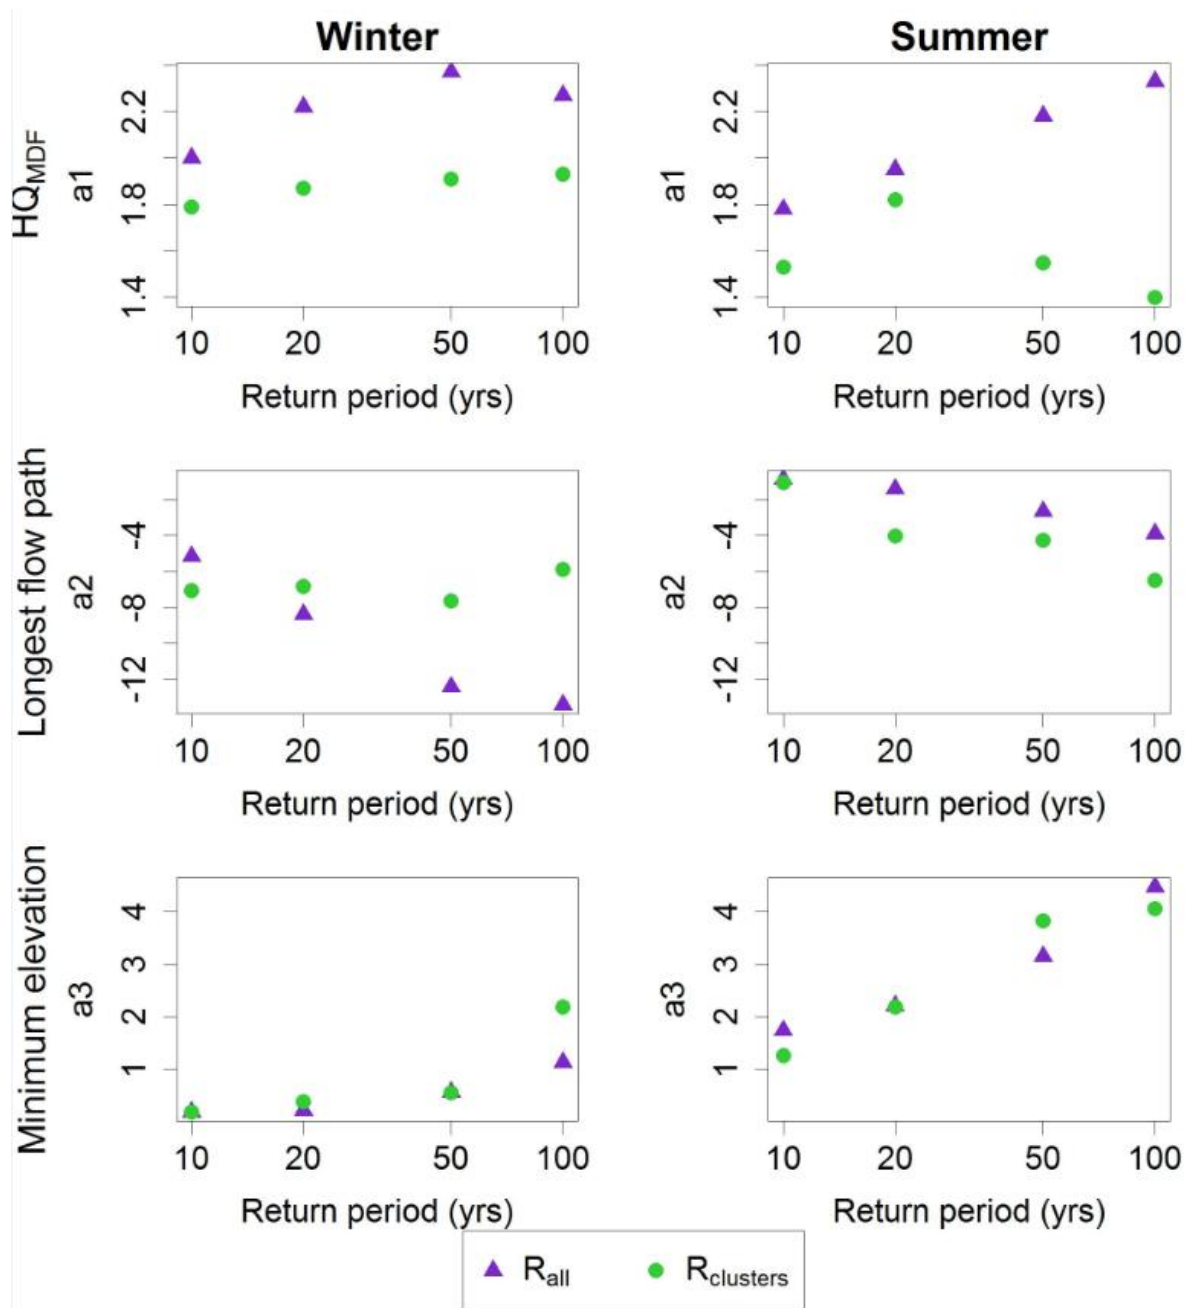 Winter
Summer
HQMDF
a1
2.2
1.8
1.4
10 20 50 100
Return period (yrs)
a1
2.2
1.8
1.4
10 20 50 100
Return period (yrs)
Longest flow path
a2
-4
-8
-12
10 20 50 100
Return period (yrs)
a2
-4
-8
-12
10 20 50 100
Return period (yrs)
Minimum elevation
a3
4
3
2
1
10 20 50 100
Return period (yrs)
a3
4
3
2
1
10 20 50 100
Return period (yrs)
Rall Rclusters